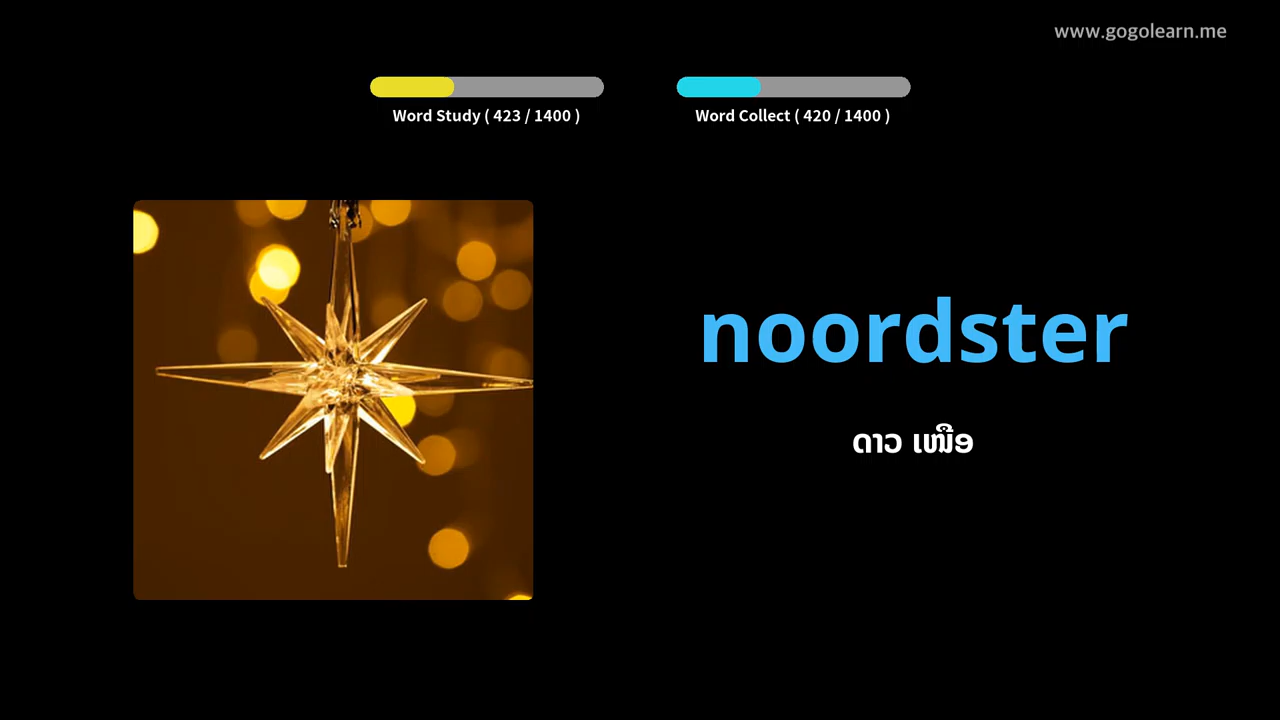 www.gogolearn.me
Word Study ( 423 / 1400 )
Word Collect ( 420 / 1400 )
noordster
ດາວ ເໜືອ